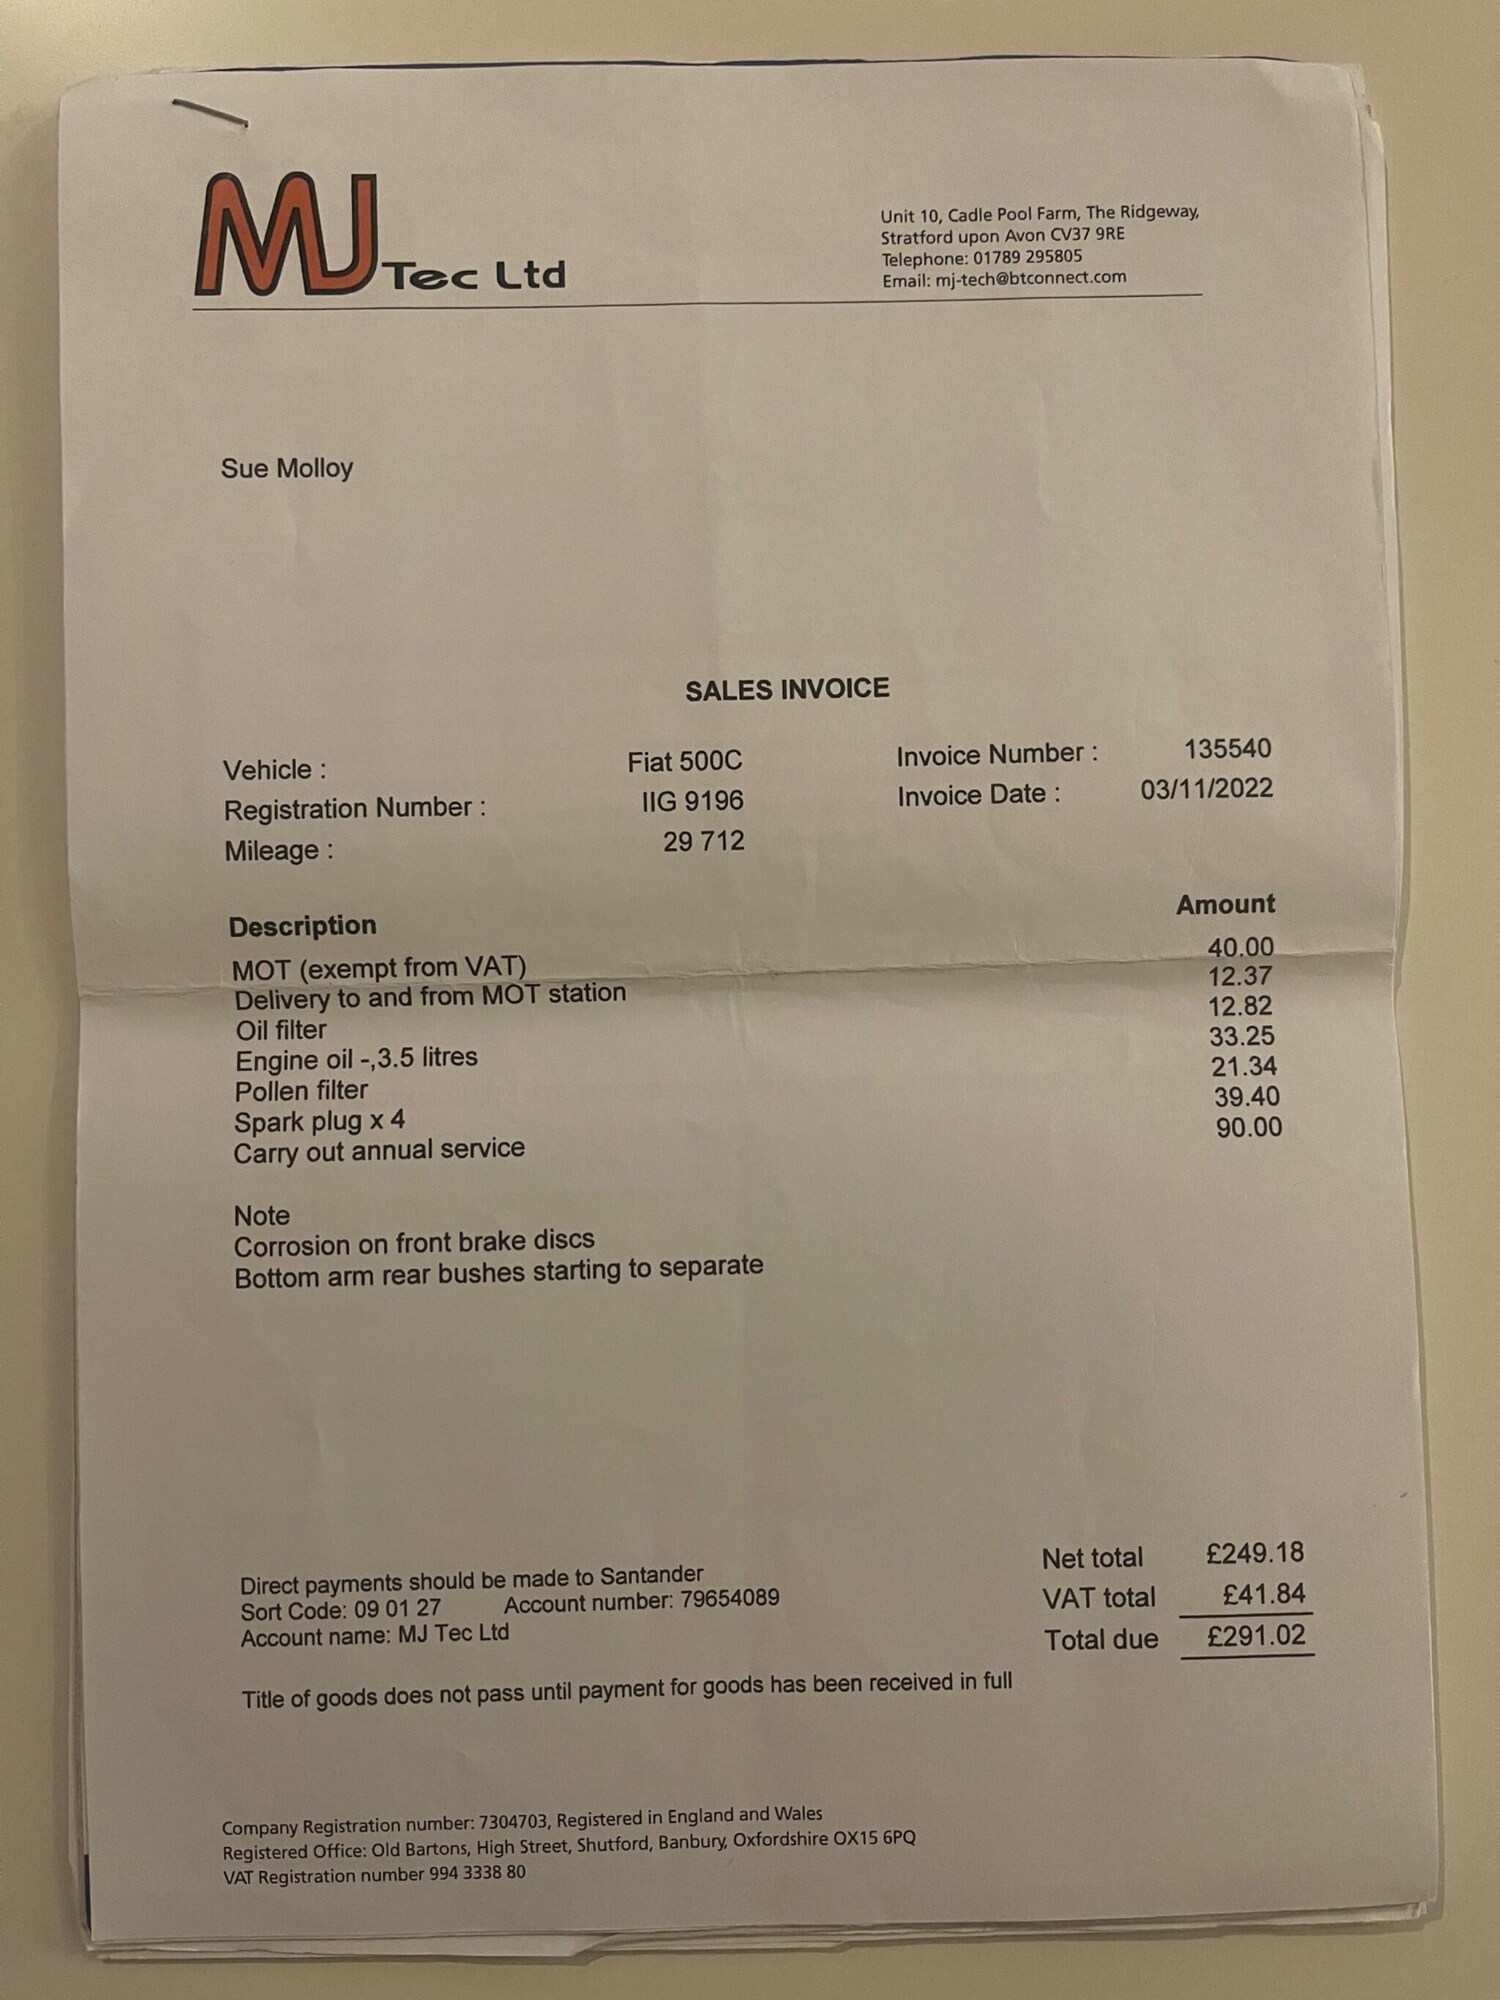 MJ Tec Ltd
Unit 10, Cadle Pool Farm, The Ridgeway,
Stratford upon Avon CV37 9RE
Telephone: 01789 295805
Email: mj-tech@btconnect.com
Sue Molloy
SALES INVOICE
Vehicle : Fiat 500C Invoice Number : 135540
Registration Number : IIG 9196 Invoice Date : 03/11/2022
Mileage : 29 712
Description Amount
MOT (exempt from VAT) 40.00
Delivery to and from MOT station 12.37
Oil filter 12.82
Engine oil -,3.5 litres 33.25
Pollen filter 21.34
Spark plug x 4 39.40
Carry out annual service 90.00
Note
Corrosion on front brake discs
Bottom arm rear bushes starting to separate
Net total £249.18
VAT total £41.84
Total due £291.02
Direct payments should be made to Santander
Sort Code: 09 01 27 Account number: 79654089
Account name: MJ Tec Ltd
Title of goods does not pass until payment for goods has been received in full
Company Registration number: 7304703, Registered in England and Wales
Registered Office: Old Bartons, High Street, Shutford, Banbury, Oxfordshire OX15 6PQ
VAT Registration number 994 3338 80